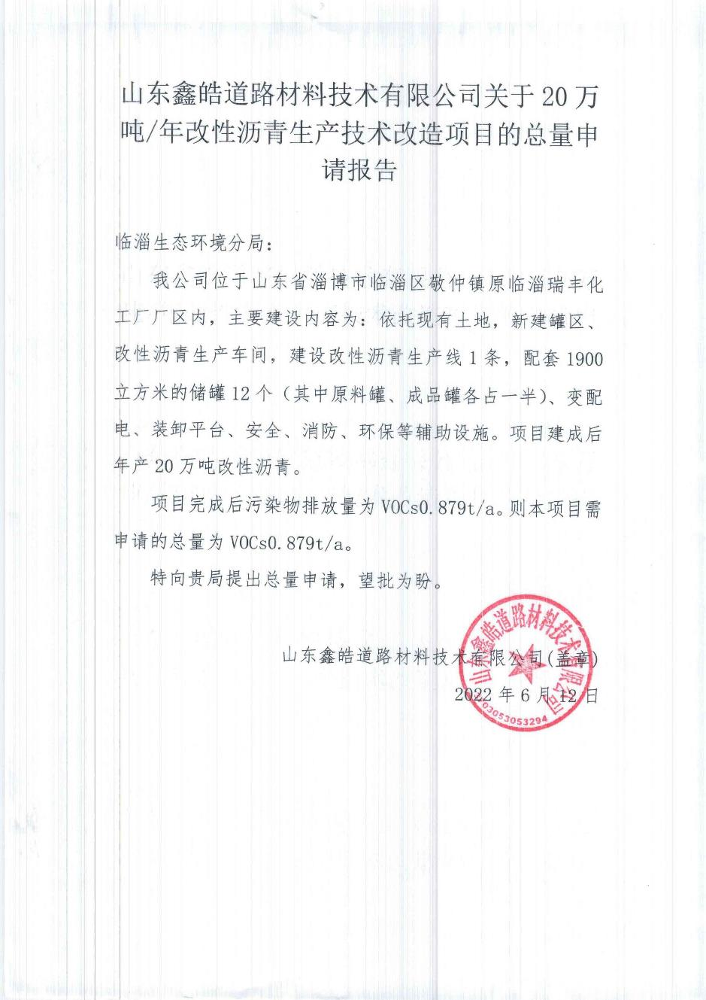 山东鑫皓道路材料技术有限公司关于20万
吨/年改性沥青生产技术改造项目的总量申
请报告
临淄生态环境分局：
我公司位于山东省淄博市临淄区敬仲镇原临淄瑞丰化
工厂厂区内，主要建设内容为：依托现有土地，新建罐区、
改性沥青生产车间，建设改性沥青生产线1条，配套1900
立方米的储罐12个（其中原料罐、成品罐各占一半）、变配
电、装卸平台、安全、消防、环保等辅助设施。项目建成后
年产20万吨改性沥青。
项目完成后污染物排放量为VOCs0.879t/a。则本项目需
申请的总量为VOCs0.879t/a。
特向贵局提出总量申请，望批为盼。
山东鑫皓道路材料技术有限公司(盖章)
2022年6月12日
山东鑫皓道路材料技术有限公司
3703053053294